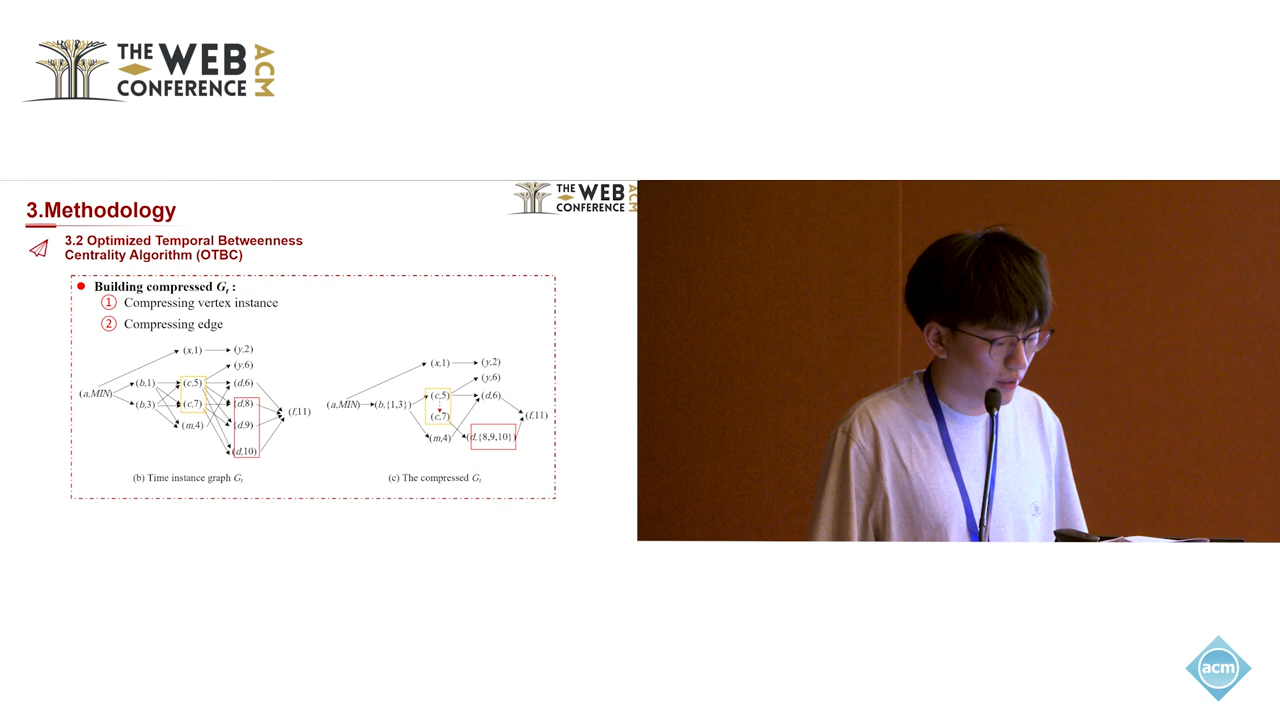 THE WEB
CONFERENCE
ACM
THE WEB
CONFERENCE
ACM
3.Methodology
3.2 Optimized Temporal Betweenness
Centrality Algorithm (OTBC)
Building compressed Gt :
① Compressing vertex instance
② Compressing edge
(x,1)
(y,2)
(y,6)
(a,MIN)
(b,1)
(c,5)
(d,6)
(b,3)
(c,7)
(d,8)
(f,11)
(m,4)
(d,9)
(d,10)
(b) Time instance graph Gt
(x,1)
(y,2)
(y,6)
(c,5)
(d,6)
(a,MIN)
(b,{1,3})
(c,7)
(f,11)
(m,4)
(d,{8,9,10})
(c) The compressed Gt
acm